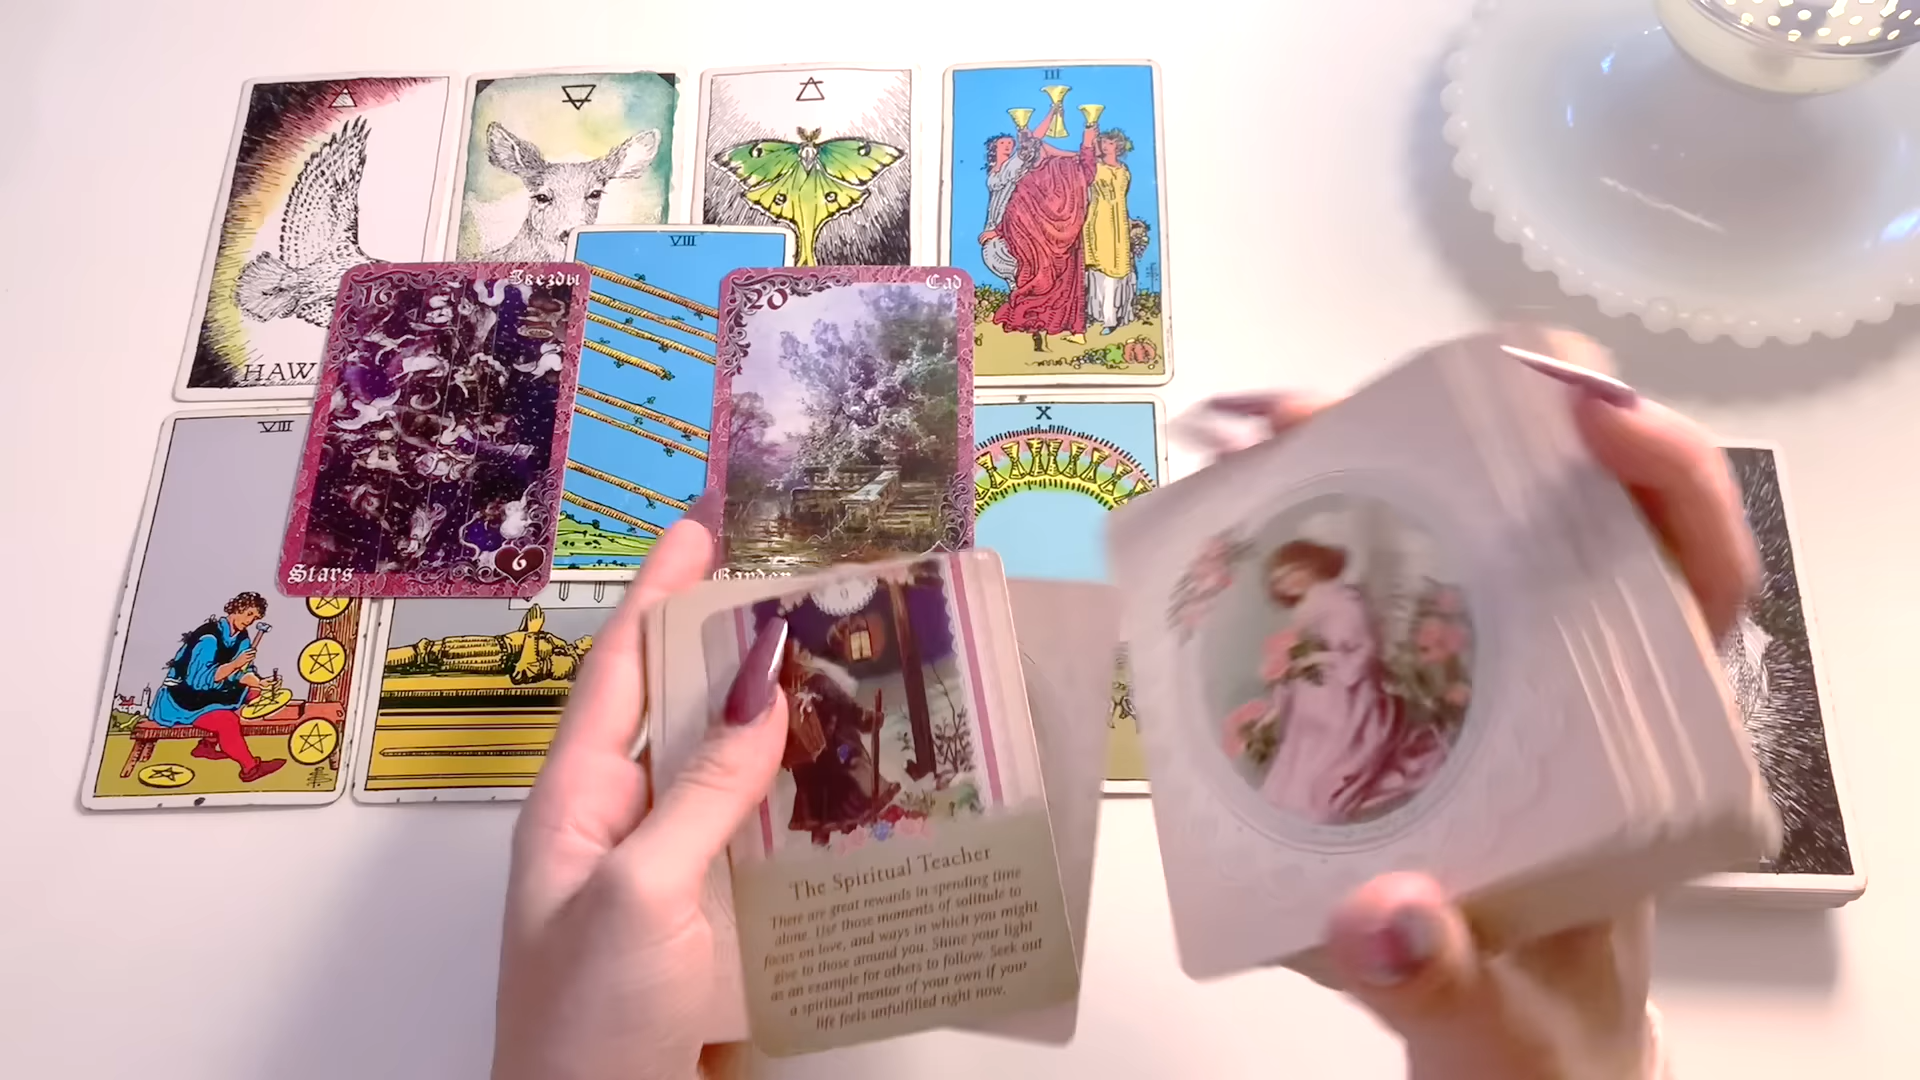 III
VIII
HAW
16
Звезды
Stars
6
20
Сад
Garden
VIII
X
The Spiritual Teacher
There are great rewards in spending time
alone. Use those moments of solitude to
focus on love, and ways in which you might
give to those around you. Shine your light
as an example for others to follow. Seek out
a spiritual mentor of your own if your
life feels unfulfilled right now.